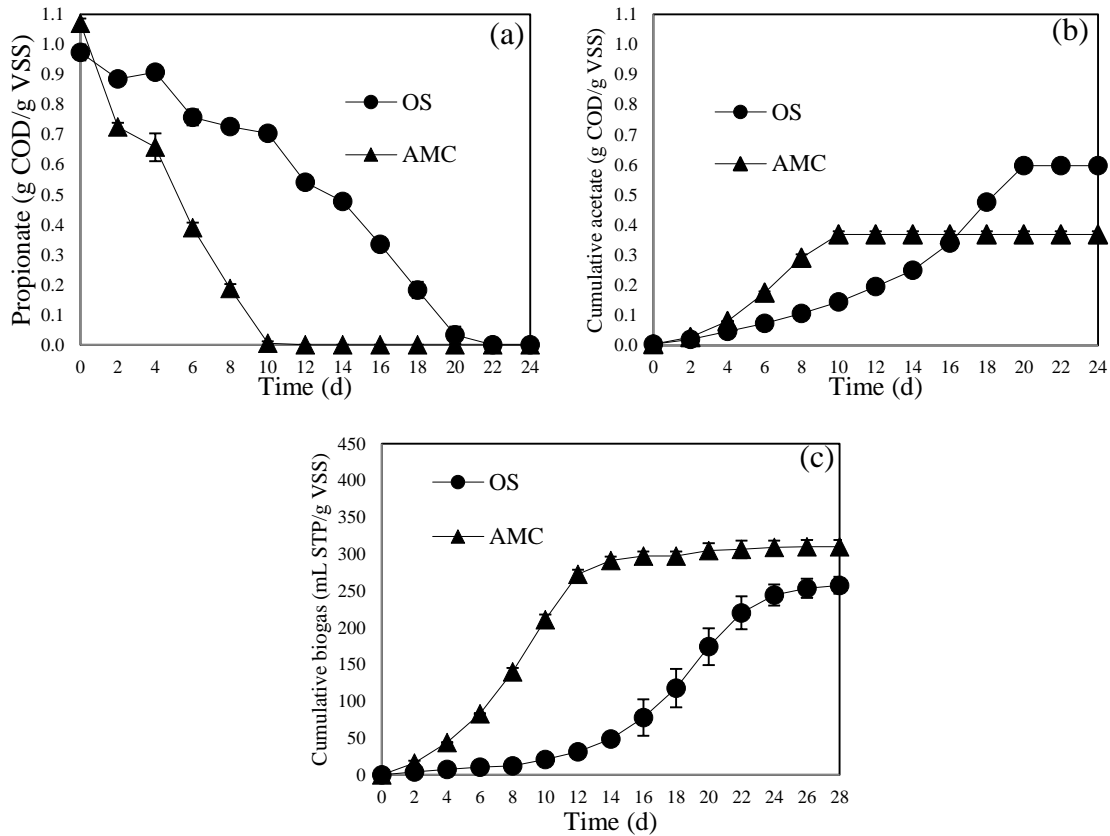 (a)
Propionate (g COD/g VSS)
1.1
1.0
0.9
0.8
0.7
0.6
0.5
0.4
0.3
0.2
0.1
0.0
OS
AMC
0 2 4 6 8 10 12 14 16 18 20 22 24
Time (d)
(b)
Cumulative acetate (g COD/g VSS)
1.1
1.0
0.9
0.8
0.7
0.6
0.5
0.4
0.3
0.2
0.1
0.0
OS
AMC
0 2 4 6 8 10 12 14 16 18 20 22 24
Time (d)
(c)
Cumulative biogas (mL STP/g VSS)
450
400
350
300
250
200
150
100
50
0
OS
AMC
0 2 4 6 8 10 12 14 16 18 20 22 24 26 28
Time (d)